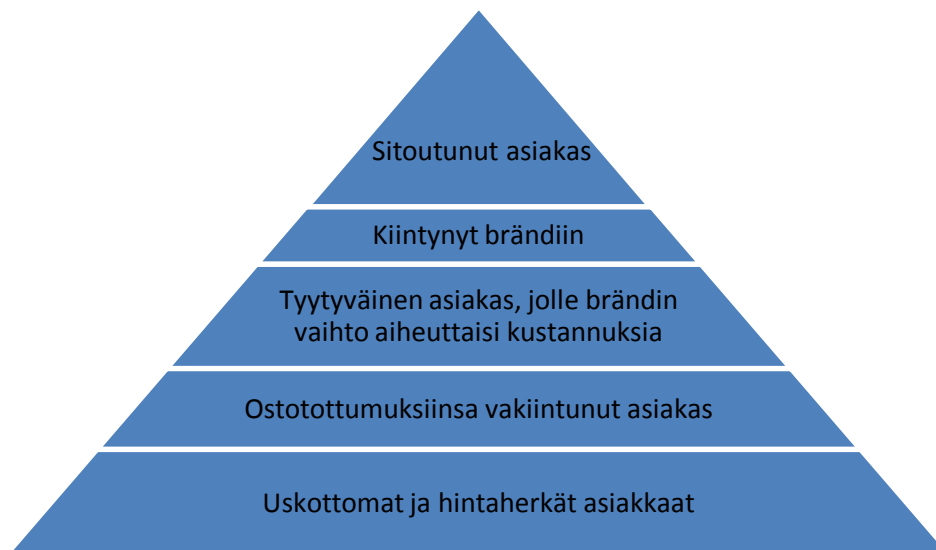 Sitoutunut asiakas
Kiintynyt brändiin
Tyytyväinen asiakas, jolle brändin
vaihto aiheuttaisi kustannuksia
Ostotottumuksiinsa vakiintunut asiakas
Uskottomat ja hintaherkät asiakkaat